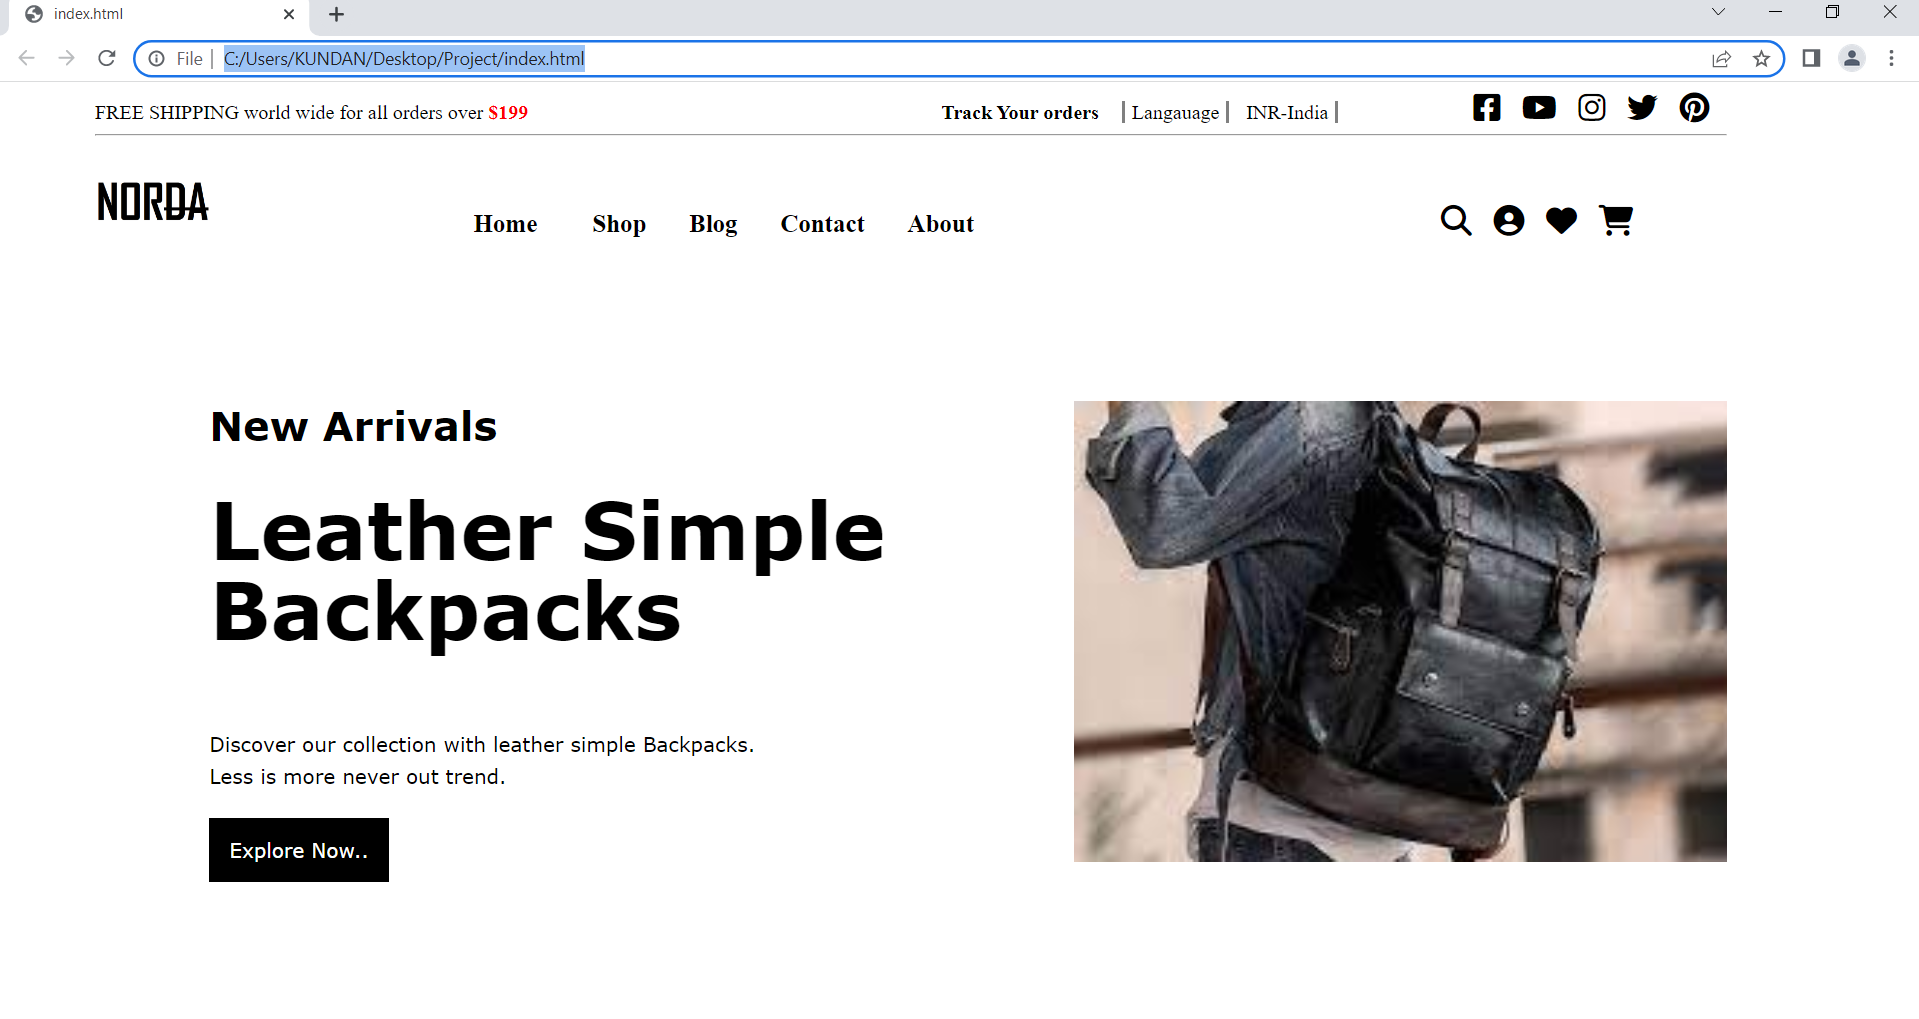 index.html
File | C:/Users/KUNDAN/Desktop/Project/index.html
FREE SHIPPING world wide for all orders over $199
Track Your orders | Langauage | INR-India |
NORDA
Home Shop Blog Contact About
New Arrivals
Leather Simple
Backpacks
Discover our collection with leather simple Backpacks.
Less is more never out trend.
Explore Now..